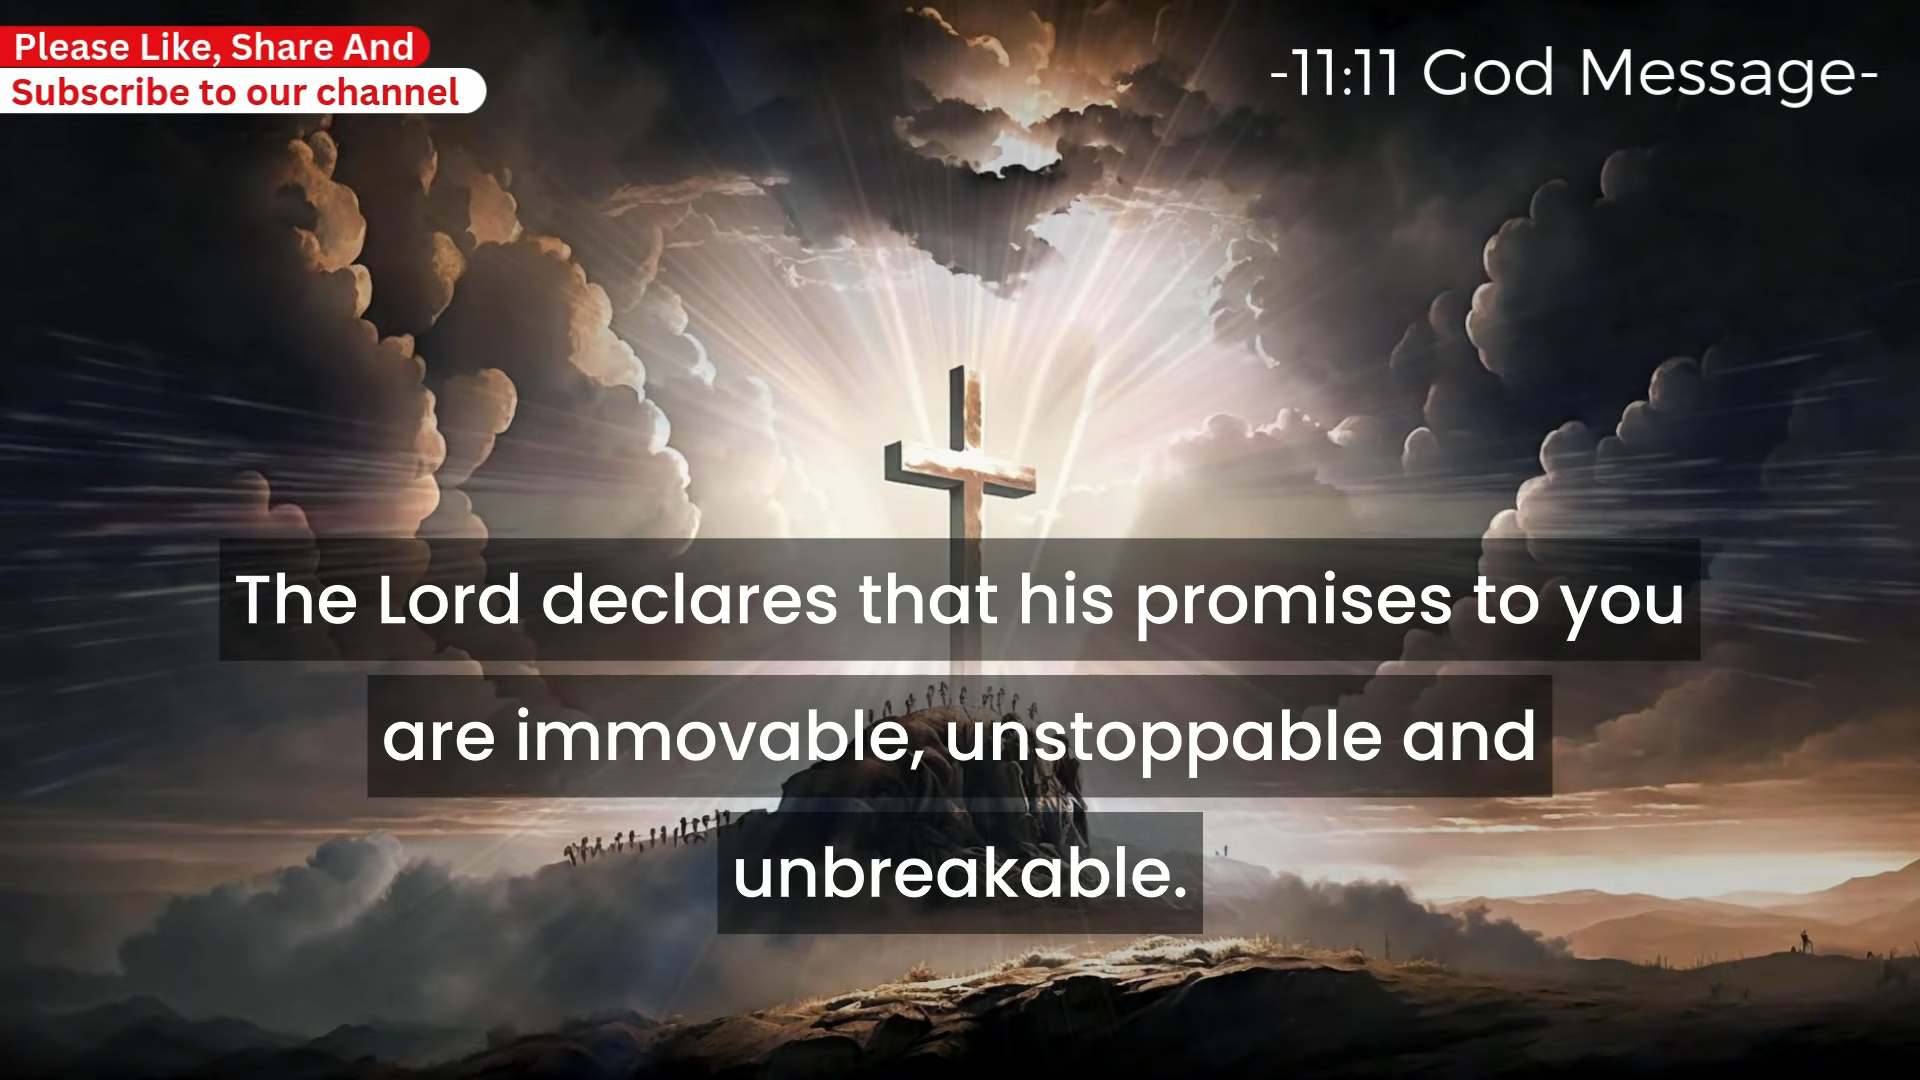 Please Like, Share And
Subscribe to our channel
-11:11 God Message-
The Lord declares that his promises to you
are immovable, unstoppable and
unbreakable.